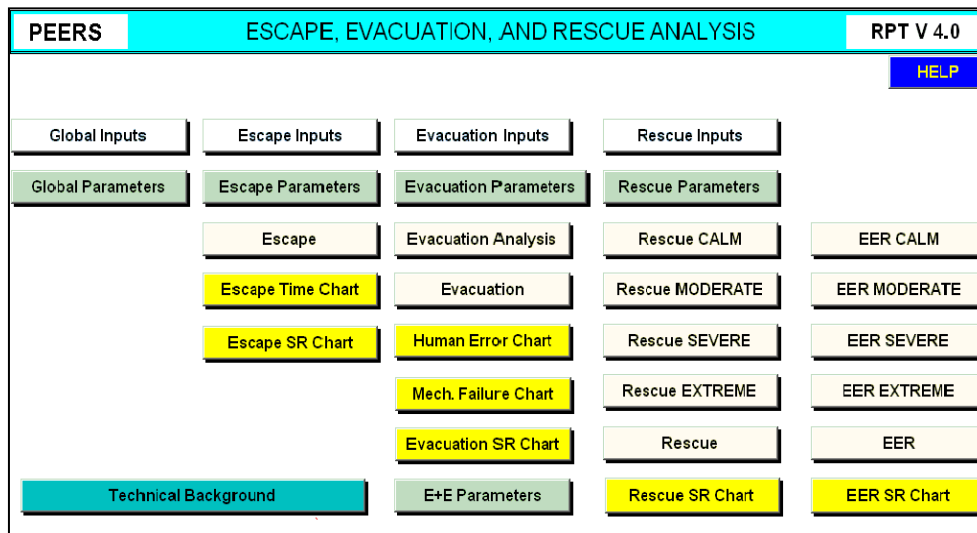 PEERS ESCAPE, EVACUATION, AND RESCUE ANALYSIS RPT V 4.0
HELP
Global Inputs Escape Inputs Evacuation Inputs Rescue Inputs
Global Parameters Escape Parameters Evacuation Parameters Rescue Parameters
Escape Evacuation Analysis Rescue CALM EER CALM
Escape Time Chart Evacuation Rescue MODERATE EER MODERATE
Escape SR Chart Human Error Chart Rescue SEVERE EER SEVERE
Mech. Failure Chart Rescue EXTREME EER EXTREME
Evacuation SR Chart Rescue EER
Technical Background E+E Parameters Rescue SR Chart EER SR Chart